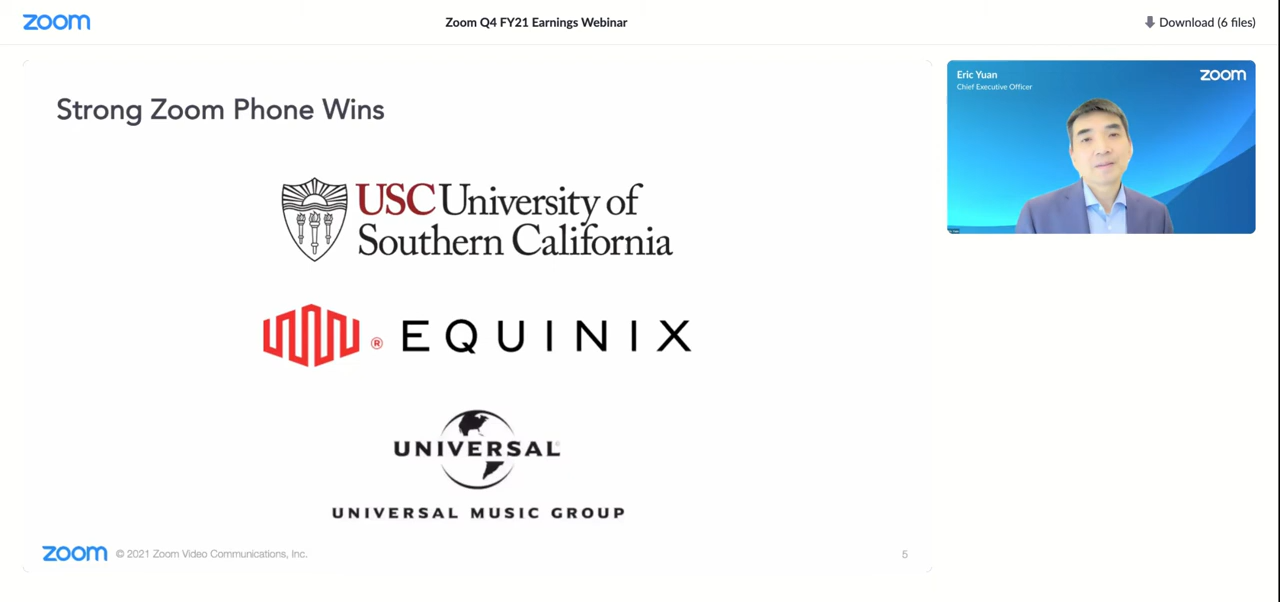 zoom
Zoom Q4 FY21 Earnings Webinar
Download (6 files)
Strong Zoom Phone Wins
USC University of
Southern California
® EQUINIX
UNIVERSAL
UNIVERSAL MUSIC GROUP
zoom © 2021 Zoom Video Communications, Inc.
5
Eric Yuan
Chief Executive Officer
zoom